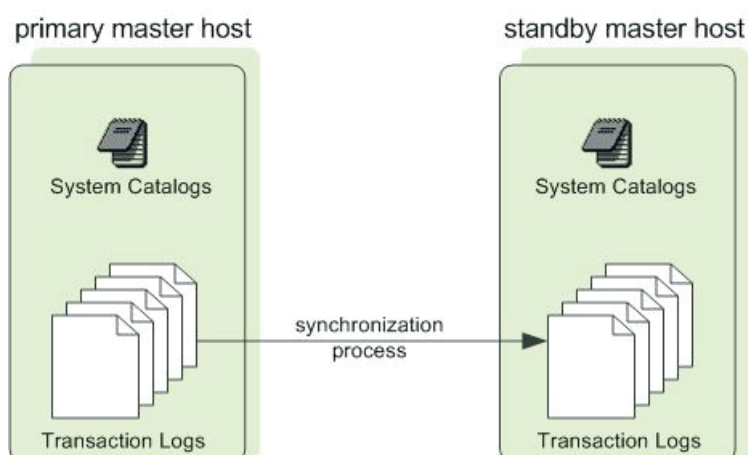 primary master host
standby master host
System Catalogs
System Catalogs
synchronization
process
Transaction Logs
Transaction Logs